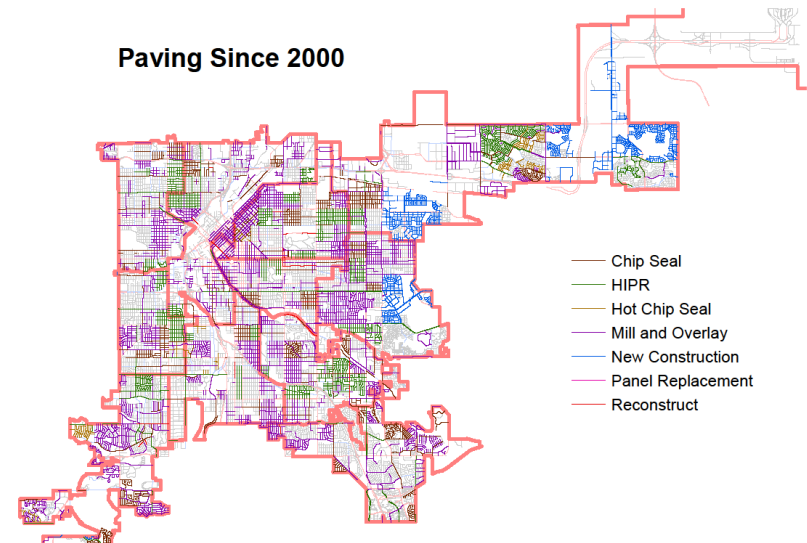 Paving Since 2000
Chip Seal
HIPR
Hot Chip Seal
Mill and Overlay
New Construction
Panel Replacement
Reconstruct